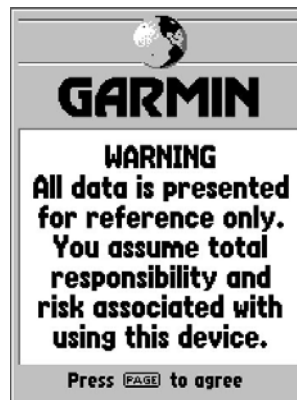 GARMIN
WARNING
All data is presented
for reference only.
You assume total
responsibility and
risk associated with
using this device.
Press PAGE to agree